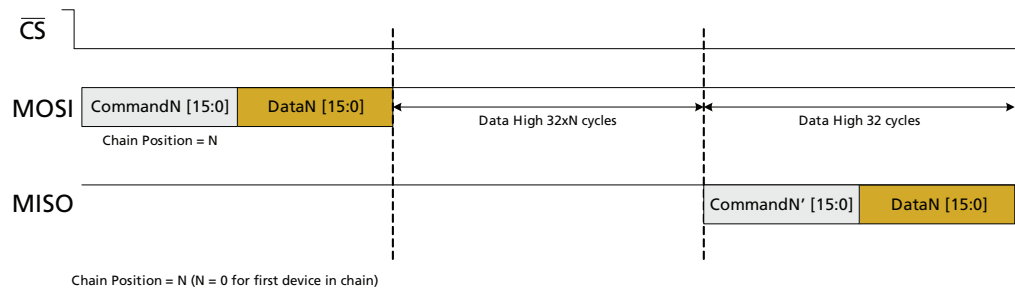 CS
MOSI
CommandN [15:0] DataN [15:0]
Data High 32xN cycles
Data High 32 cycles
Chain Position = N
MISO
CommandN’ [15:0] DataN [15:0]
Chain Position = N (N = 0 for first device in chain)